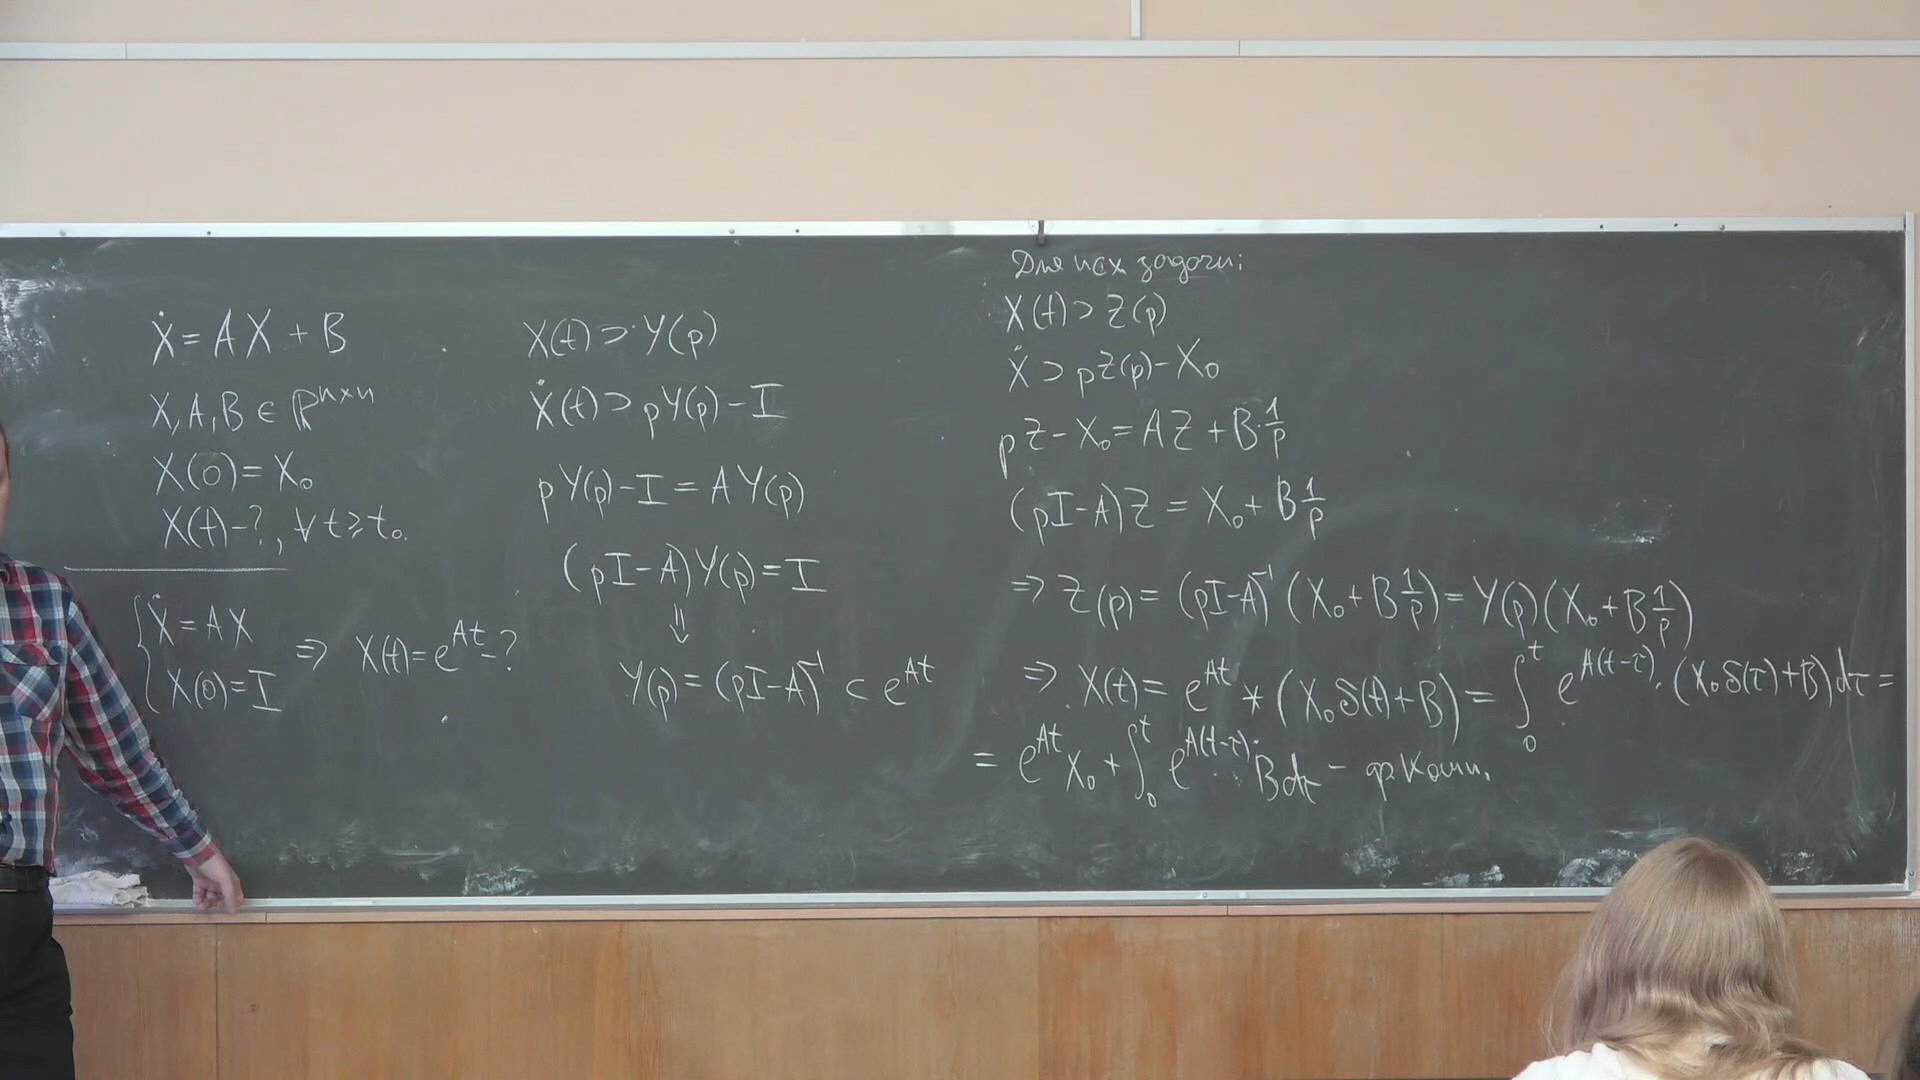 Ẋ = AX + B
X, A, B ∈ ℝⁿˣⁿ
X(0) = X₀
X(t) - ?, ∀ t ≥ t₀.
{ Ẋ = AX
X(0) = I
⇒ X(t) = e^{At} - ?
X(t) ⊃ Y(p)
Ẋ(t) ⊃ pY(p) - I
pY(p) - I = AY(p)
(pI - A)Y(p) = I
⇓
Y(p) = (pI - A)⁻¹ ⊂ e^{At}
Для исх задачи:
X(t) ⊃ Z(p)
Ẋ ⊃ pZ(p) - X₀
pZ - X₀ = AZ + B·1/p
(pI - A)Z = X₀ + B 1/p
⇒ Z(p) = (pI - A)⁻¹ (X₀ + B 1/p) = Y(p)(X₀ + B 1/p)
⇒ X(t) = e^{At} * (X₀δ(t) + B) = ∫₀ᵗ e^{A(t-τ)}·(X₀δ(τ) + B)dτ =
= e^{At}X₀ + ∫₀ᵗ e^{A(t-τ)}·B dτ - ф Коши.